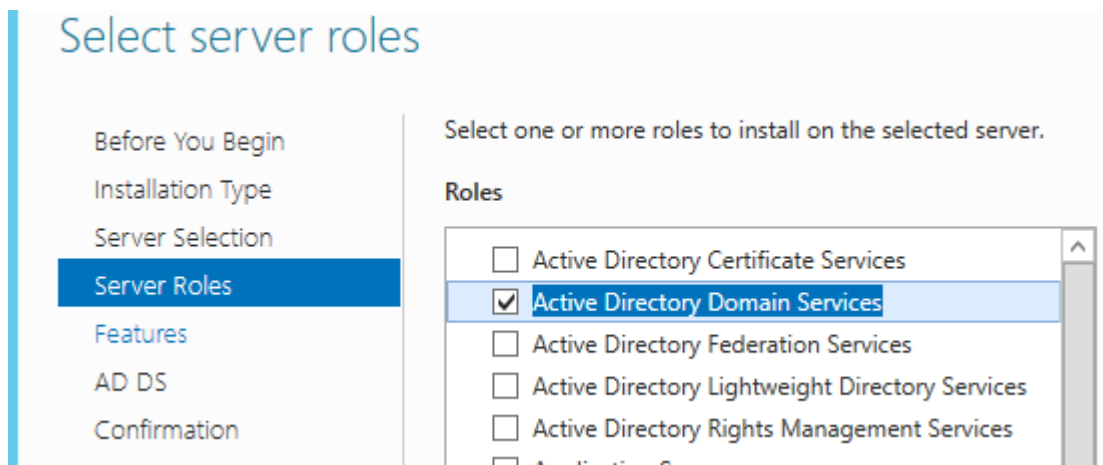 Select server roles
Before You Begin
Installation Type
Server Selection
Server Roles
Features
AD DS
Confirmation
Select one or more roles to install on the selected server.
Roles
Active Directory Certificate Services
Active Directory Domain Services
Active Directory Federation Services
Active Directory Lightweight Directory Services
Active Directory Rights Management Services